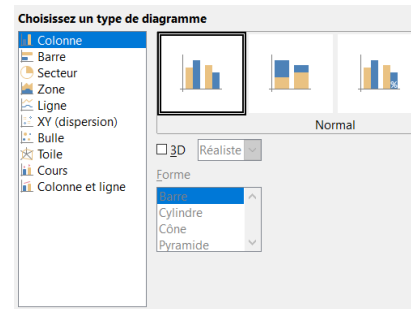 Choisissez un type de diagramme
Colonne
Barre
Secteur
Zone
Ligne
XY (dispersion)
Bulle
Toile
Cours
Colonne et ligne
%
Normal
3D
Réaliste
Forme
Barre
Cylindre
Cône
Pyramide